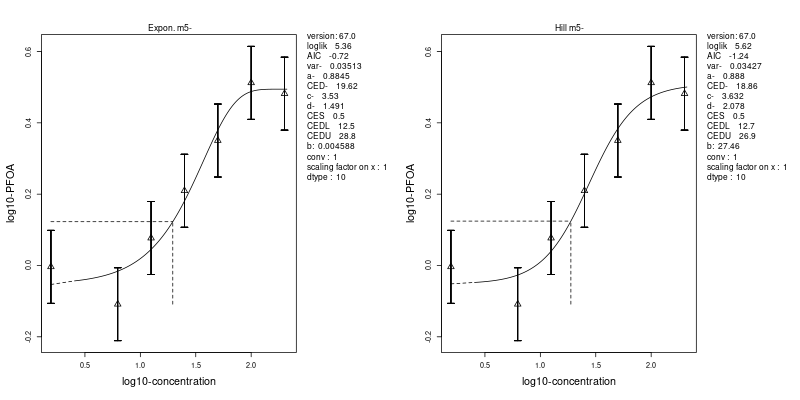 Expon. m5-
version: 67.0
loglik 5.36
AIC -0.72
var- 0.03513
a- 0.8845
CED- 19.62
c- 3.53
d- 1.491
CES 0.5
CEDL 12.5
CEDU 28.8
b: 0.004588
conv : 1
scaling factor on x : 1
dtype : 10
log10-PFOA
0.6
0.4
0.2
0.0
-0.2
0.5 1.0 1.5 2.0
log10-concentration
Hill m5-
version: 67.0
loglik 5.62
AIC -1.24
var- 0.03427
a- 0.888
CED- 18.86
c- 3.632
d- 2.078
CES 0.5
CEDL 12.7
CEDU 26.9
b: 27.46
conv : 1
scaling factor on x : 1
dtype : 10
log10-PFOA
0.6
0.4
0.2
0.0
-0.2
0.5 1.0 1.5 2.0
log10-concentration